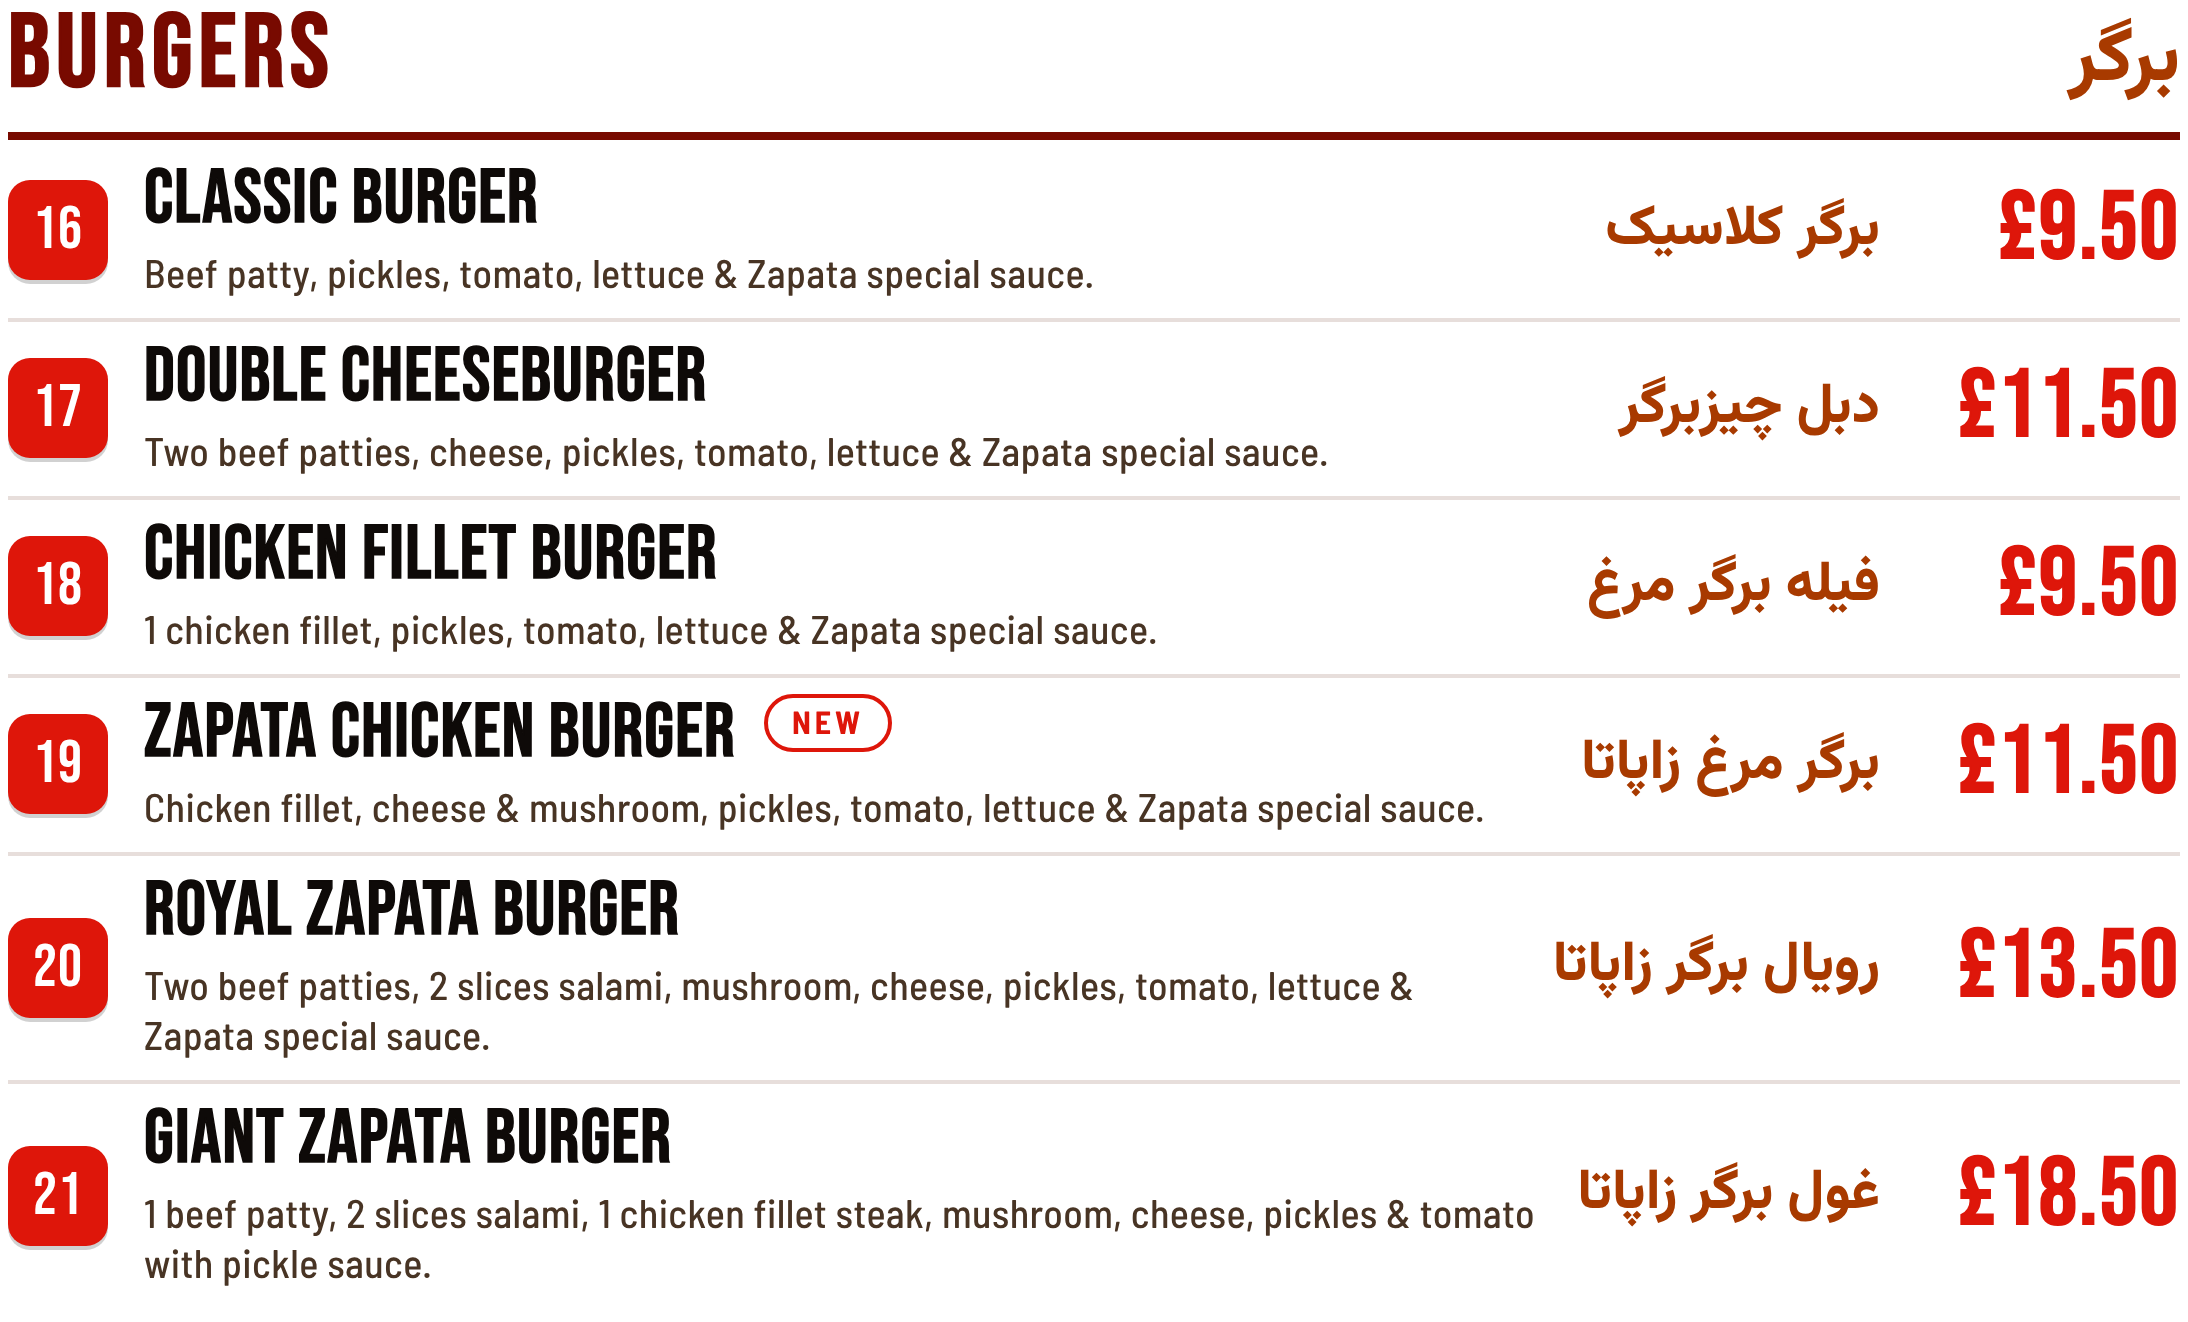 BURGERS برگر
16 CLASSIC BURGER برگر کلاسیک £9.50
Beef patty, pickles, tomato, lettuce & Zapata special sauce.
17 DOUBLE CHEESEBURGER دبل چیزبرگر £11.50
Two beef patties, cheese, pickles, tomato, lettuce & Zapata special sauce.
18 CHICKEN FILLET BURGER فیله برگر مرغ £9.50
1 chicken fillet, pickles, tomato, lettuce & Zapata special sauce.
19 ZAPATA CHICKEN BURGER NEW برگر مرغ زاپاتا £11.50
Chicken fillet, cheese & mushroom, pickles, tomato, lettuce & Zapata special sauce.
20 ROYAL ZAPATA BURGER رویال برگر زاپاتا £13.50
Two beef patties, 2 slices salami, mushroom, cheese, pickles, tomato, lettuce &
Zapata special sauce.
21 GIANT ZAPATA BURGER غول برگر زاپاتا £18.50
1 beef patty, 2 slices salami, 1 chicken fillet steak, mushroom, cheese, pickles & tomato
with pickle sauce.